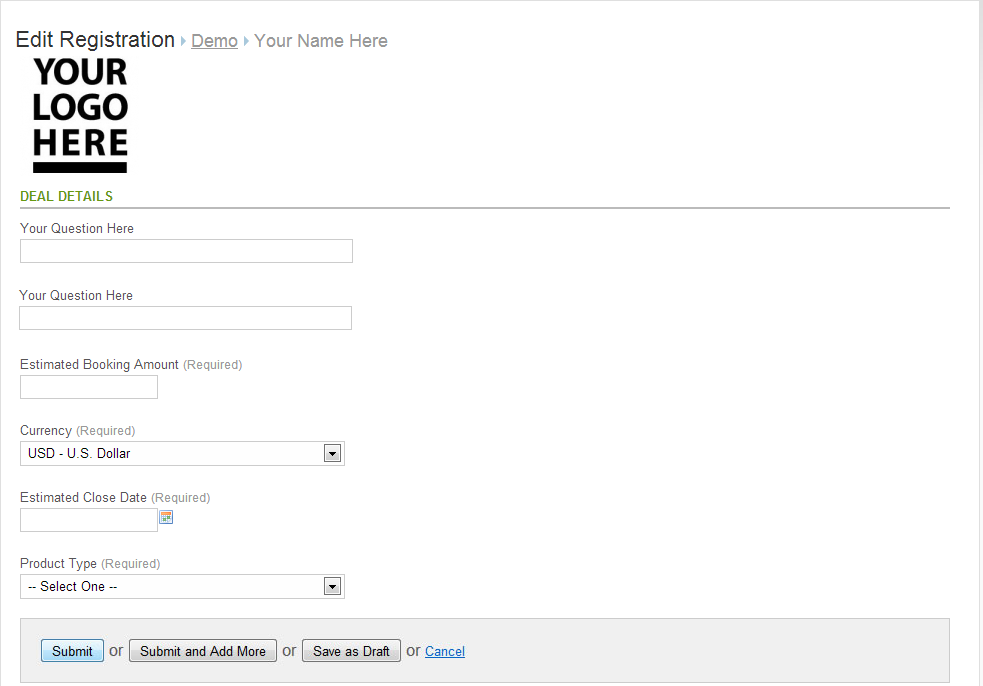 Edit Registration Demo Your Name Here
YOUR
LOGO
HERE
DEAL DETAILS
Your Question Here
Your Question Here
Estimated Booking Amount (Required)
Currency (Required)
USD - U.S. Dollar
Estimated Close Date (Required)
Product Type (Required)
-- Select One --
Submit or Submit and Add More or Save as Draft or Cancel